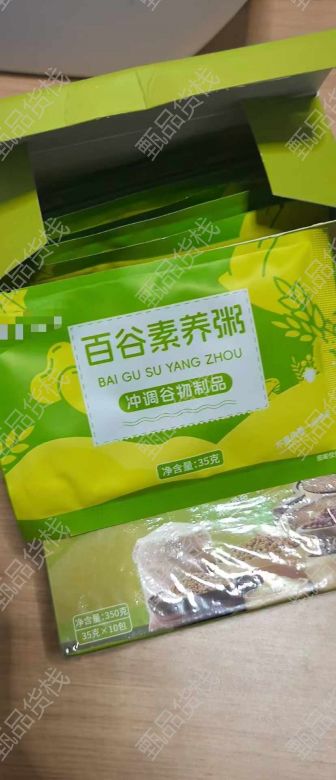 百谷素养粥
BAI GU SU YANG ZHOU
冲调谷物制品
净含量:35克
净含量:350克
35克×10包
甄品货栈